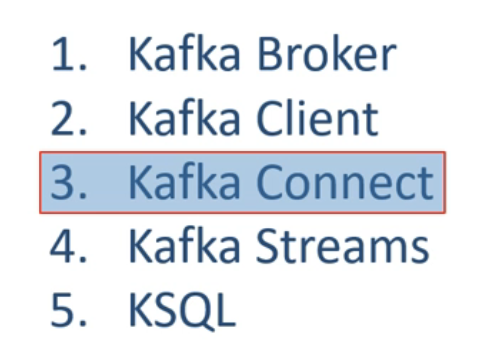 1. Kafka Broker
2. Kafka Client
3. Kafka Connect
4. Kafka Streams
5. KSQL